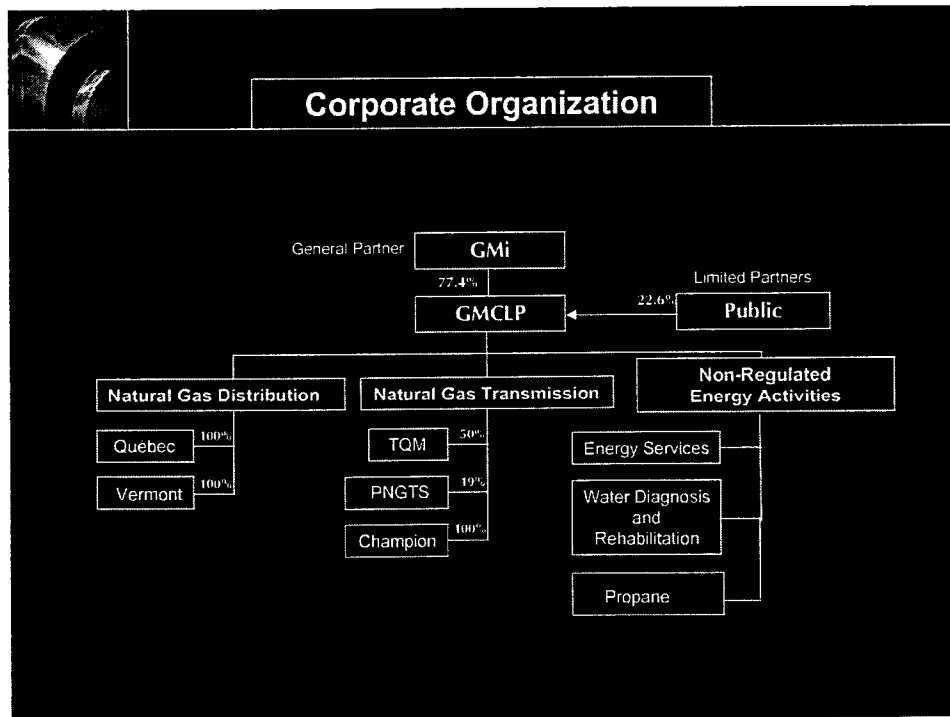 Corporate Organization
General Partner
GMi
77.4%
Limited Partners
GMCLP
22.6%
Public
Natural Gas Distribution
Natural Gas Transmission
Non-Regulated
Energy Activities
Québec
100%
Vermont
100%
TQM
50%
PNGTS
19%
Champion
100%
Energy Services
Water Diagnosis
and
Rehabilitation
Propane